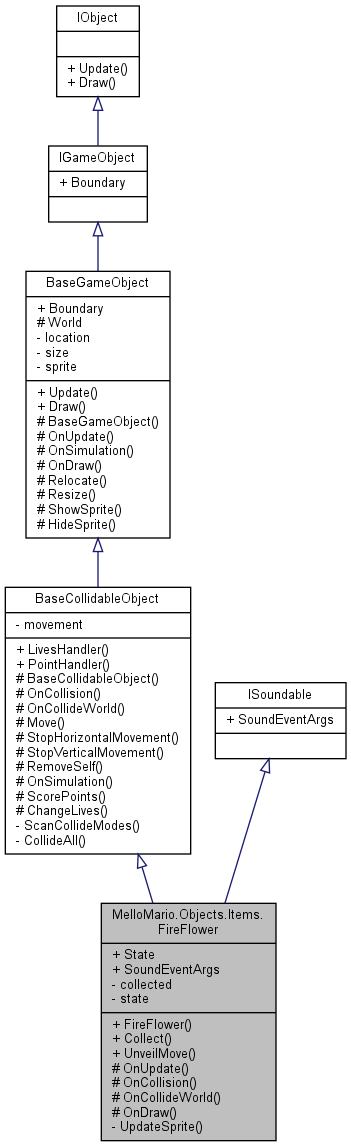 IObject
+ Update()
+ Draw()
IGameObject
+ Boundary
BaseGameObject
+ Boundary
# World
- location
- size
- sprite
+ Update()
+ Draw()
# BaseGameObject()
# OnUpdate()
# OnSimulation()
# OnDraw()
# Relocate()
# Resize()
# ShowSprite()
# HideSprite()
BaseCollidableObject
- movement
+ LivesHandler()
+ PointHandler()
# BaseCollidableObject()
# OnCollision()
# OnCollideWorld()
# Move()
# StopHorizontalMovement()
# StopVerticalMovement()
# RemoveSelf()
# OnSimulation()
# ScorePoints()
# ChangeLives()
- ScanCollideModes()
- CollideAll()
ISoundable
+ SoundEventArgs
MelloMario.Objects.Items.
FireFlower
+ State
+ SoundEventArgs
- collected
- state
+ FireFlower()
+ Collect()
+ UnveilMove()
# OnUpdate()
# OnCollision()
# OnCollideWorld()
# OnDraw()
- UpdateSprite()